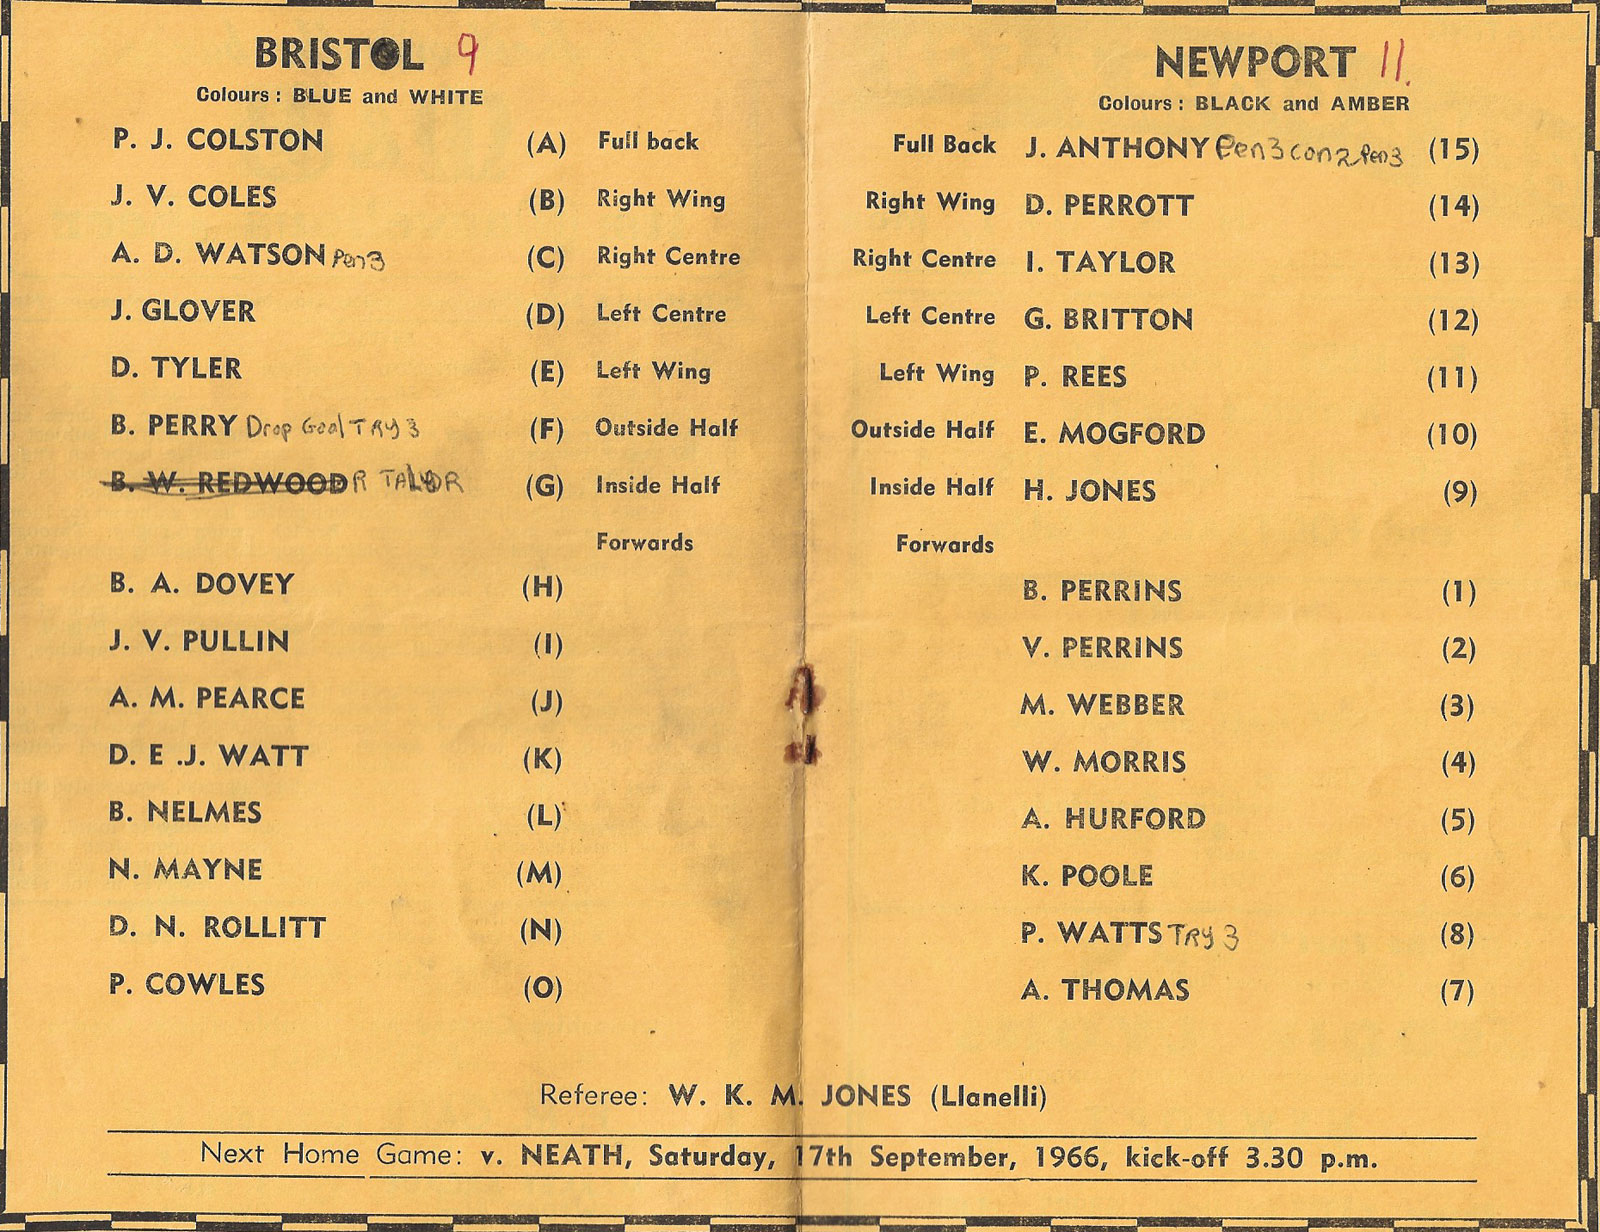 BRISTOL 9
Colours : BLUE and WHITE
P. J. COLSTON (A) Full back
J. V. COLES (B) Right Wing
A. D. WATSON Pen3 (C) Right Centre
J. GLOVER (D) Left Centre
D. TYLER (E) Left Wing
B. PERRY Drop Goal TRY 3 (F) Outside Half
B. W. REDWOOD R TALYOR (G) Inside Half
Forwards
B. A. DOVEY (H)
J. V. PULLIN (I)
A. M. PEARCE (J)
D. E .J. WATT (K)
B. NELMES (L)
N. MAYNE (M)
D. N. ROLLITT (N)
P. COWLES (O)
NEWPORT 11.
Colours : BLACK and AMBER
Full Back J. ANTHONY Pen3 con2 Pen3 (15)
Right Wing D. PERROTT (14)
Right Centre I. TAYLOR (13)
Left Centre G. BRITTON (12)
Left Wing P. REES (11)
Outside Half E. MOGFORD (10)
Inside Half H. JONES (9)
Forwards
B. PERRINS (1)
V. PERRINS (2)
M. WEBBER (3)
W. MORRIS (4)
A. HURFORD (5)
K. POOLE (6)
P. WATTS TRY 3 (8)
A. THOMAS (7)
Referee: W. K. M. JONES (Llanelli)
Next Home Game: v. NEATH, Saturday, 17th September, 1966, kick-off 3.30 p.m.